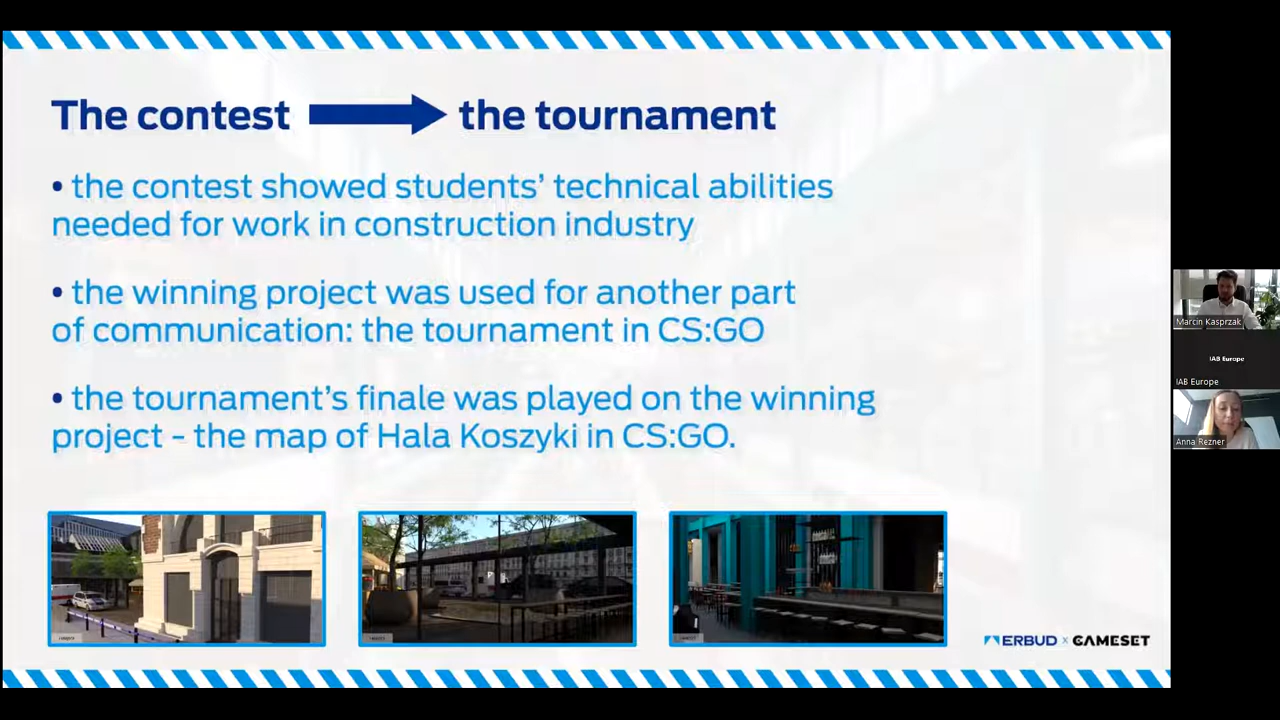 The contest the tournament
• the contest showed students’ technical abilities
needed for work in construction industry
• the winning project was used for another part
of communication: the tournament in CS:GO
• the tournament’s finale was played on the winning
project - the map of Hala Koszyki in CS:GO.
ERBUD x GAMESET
Marcin Kasprzak
IAB Europe
IAB Europe
Anna Rezner